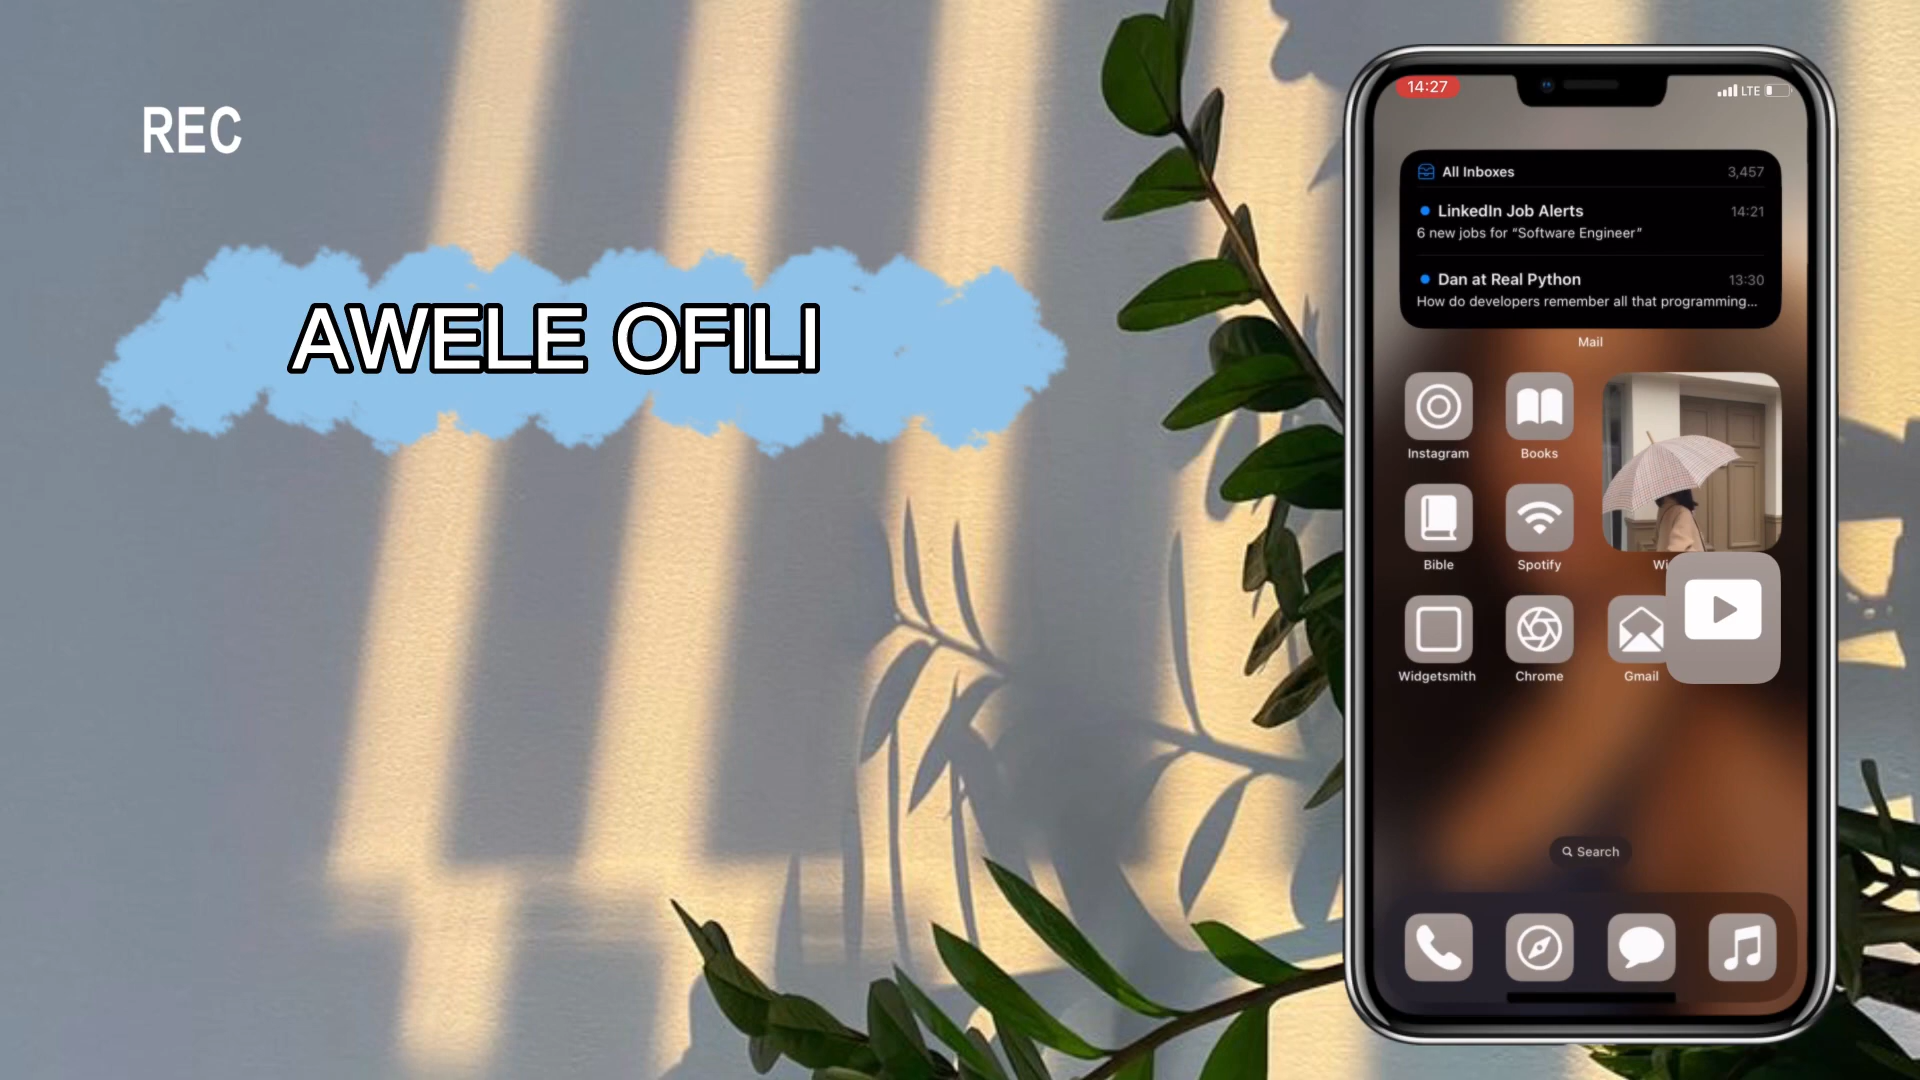 REC
AWELE OFILI
14:27
LTE
All Inboxes 3,457
LinkedIn Job Alerts 14:21
6 new jobs for “Software Engineer”
Dan at Real Python 13:30
How do developers remember all that programming...
Mail
Instagram Books
Bible Spotify Wi
Widgetsmith Chrome Gmail
Search